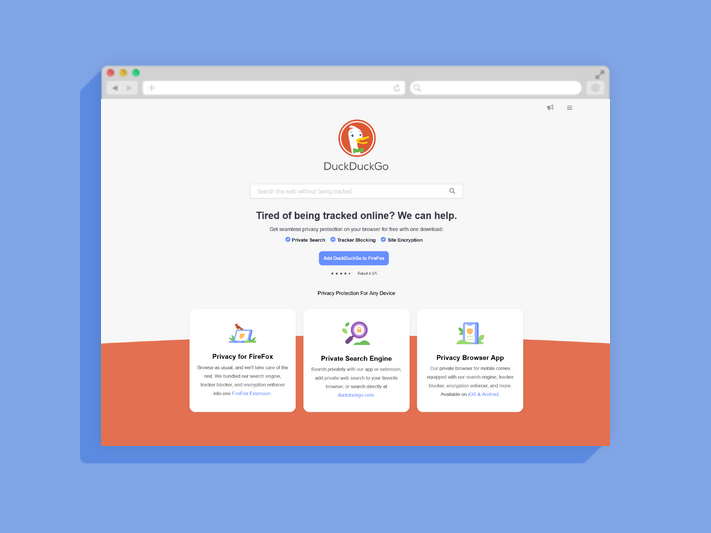 DuckDuckGo
Search the web without being tracked
Tired of being tracked online? We can help.
Get seamless privacy protection on your browser for free with one download:
Private Search Tracker Blocking Site Encryption
Add DuckDuckGo to FireFox
Rated 4.5/5
Privacy Protection For Any Device
Privacy for FireFox
Browse as usual, and we'll take care of the
rest. We bundled our search engine,
tracker blocker, and encryption enforcer
into one FireFox Extension.
Private Search Engine
Search privately with our app or extension,
add private web search to your favorite
browser, or search directly at
duckduckgo.com.
Privacy Browser App
Our private browser for mobile comes
equipped with our search engine, tracker
blocker, encryption enforcer, and more.
Available on iOS & Android.